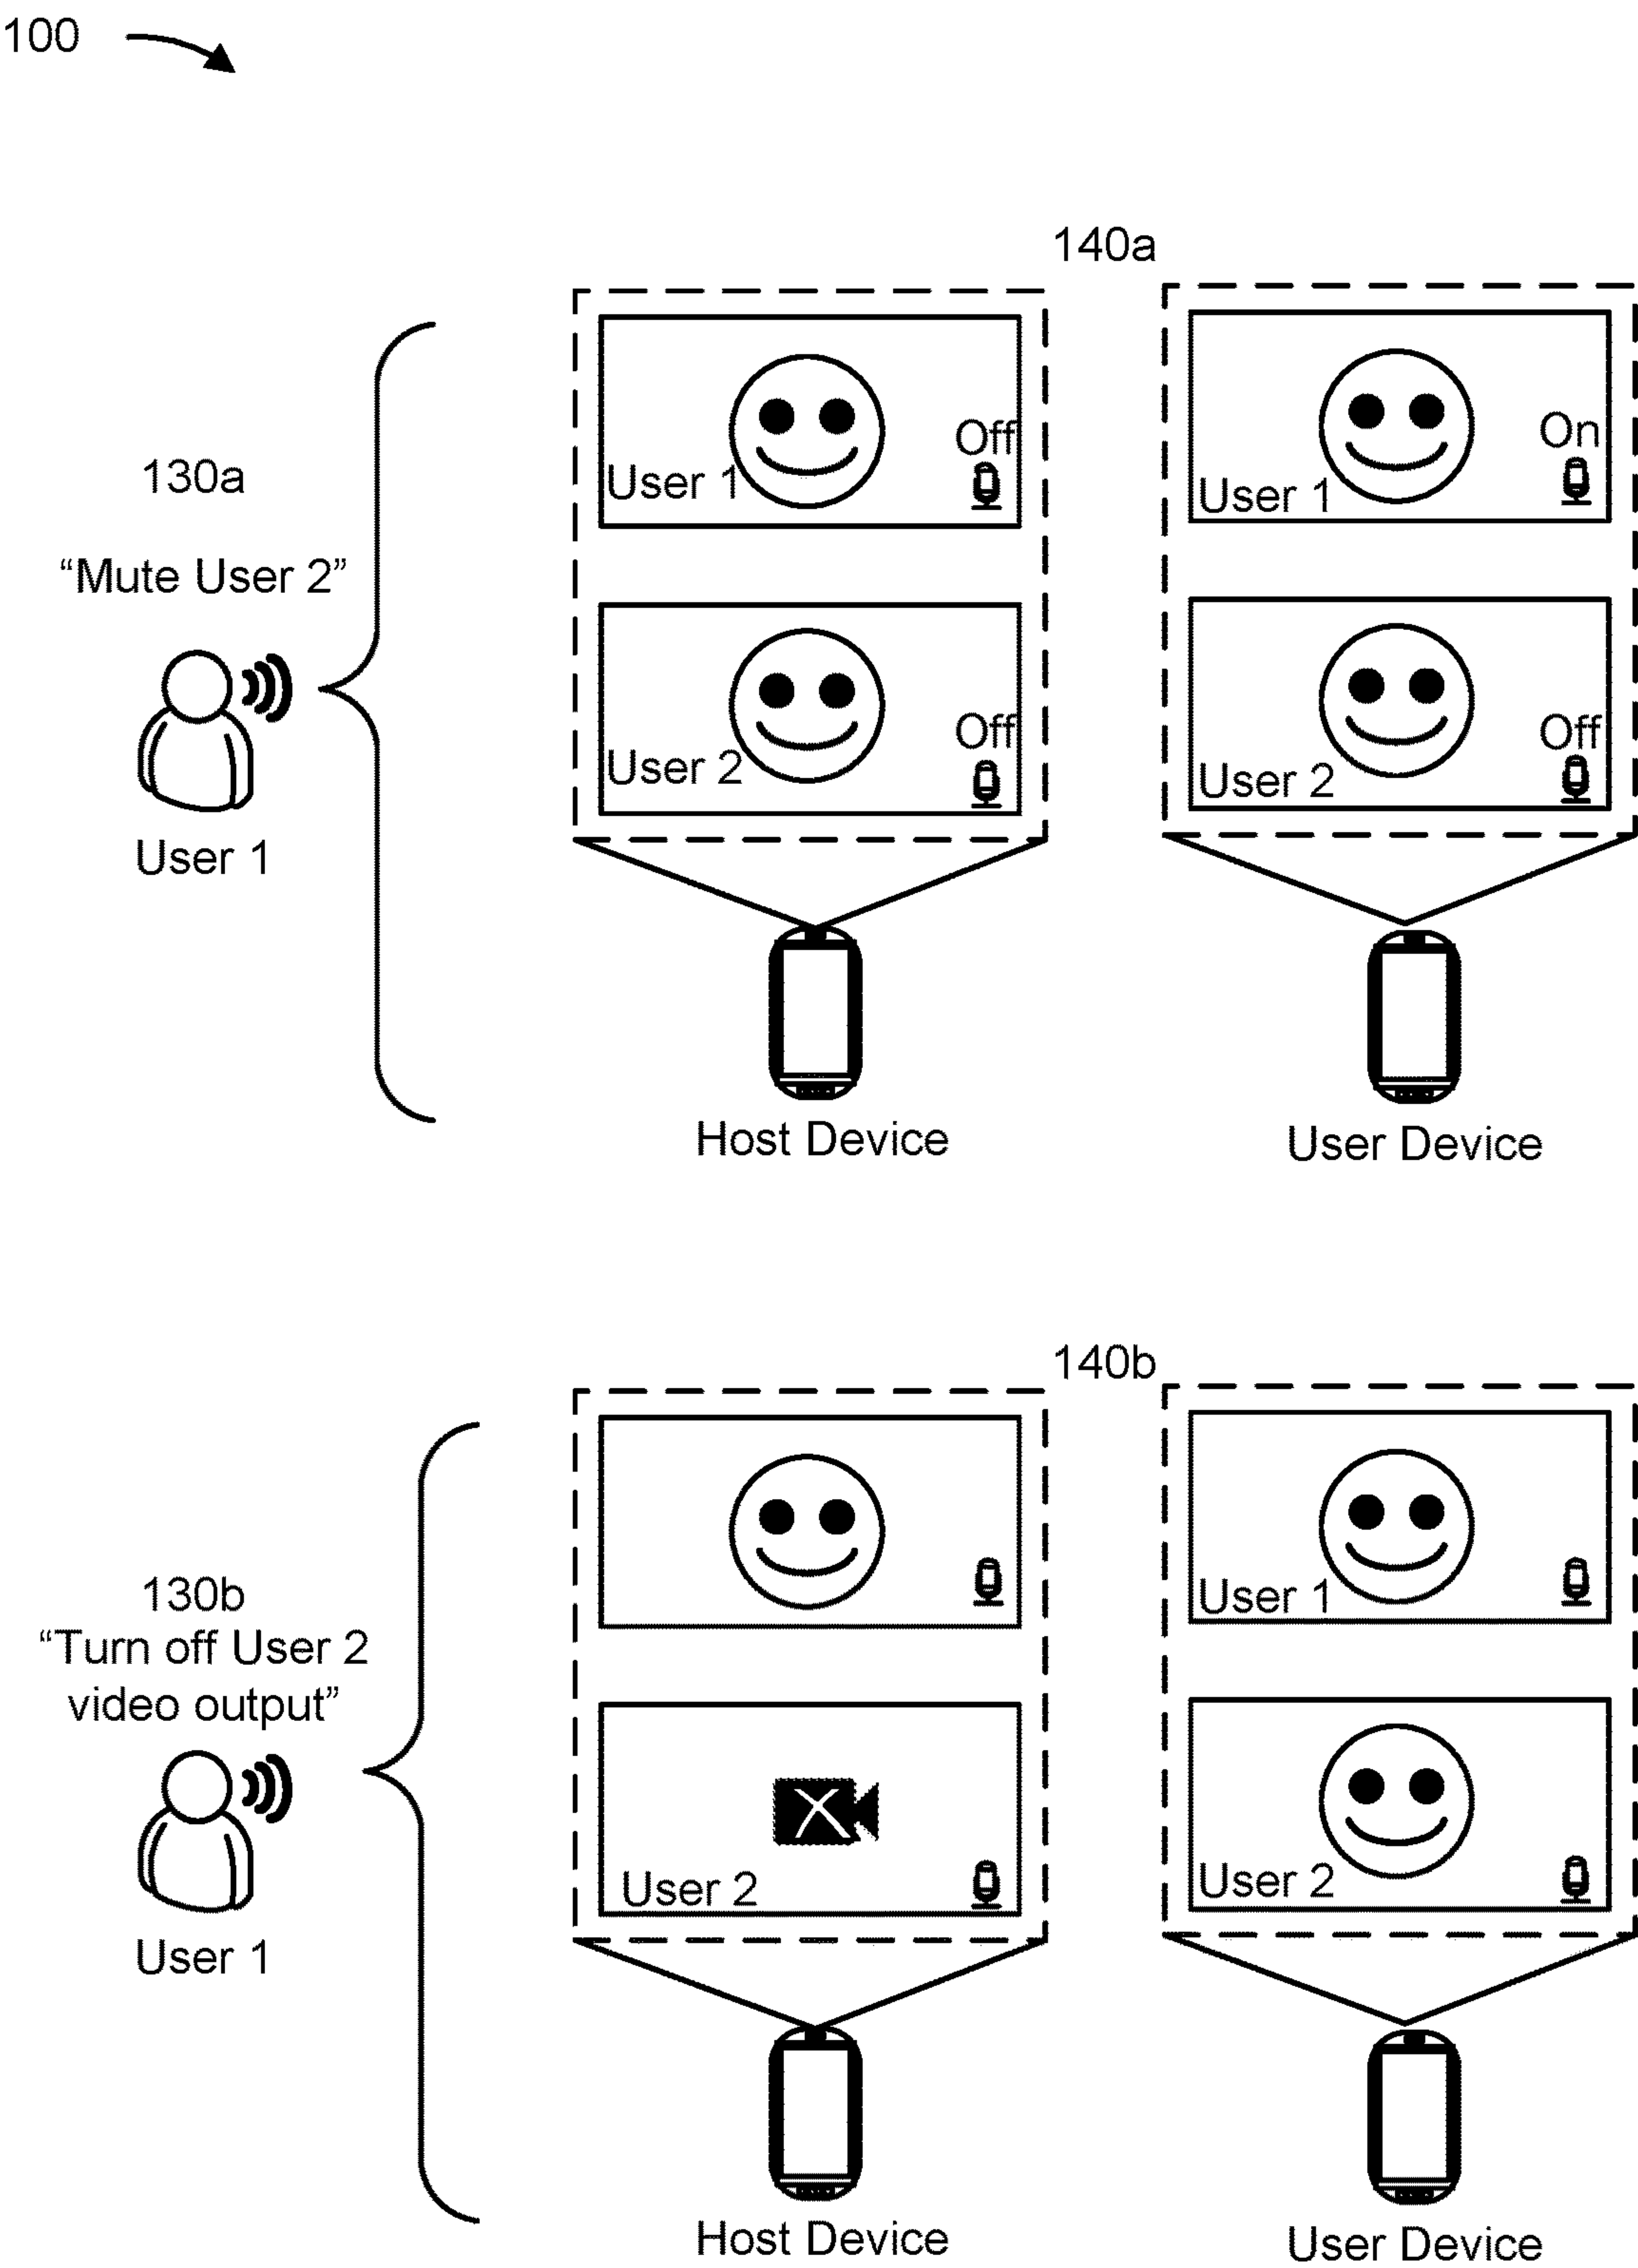 100
140a
130a
“Mute User 2”
User 1
Off
User 1
Off
User 2
On
User 1
Off
User 2
Host Device
User Device
140b
130b
“Turn off User 2
video output”
User 1
User 2
User 1
User 2
Host Device
User Device